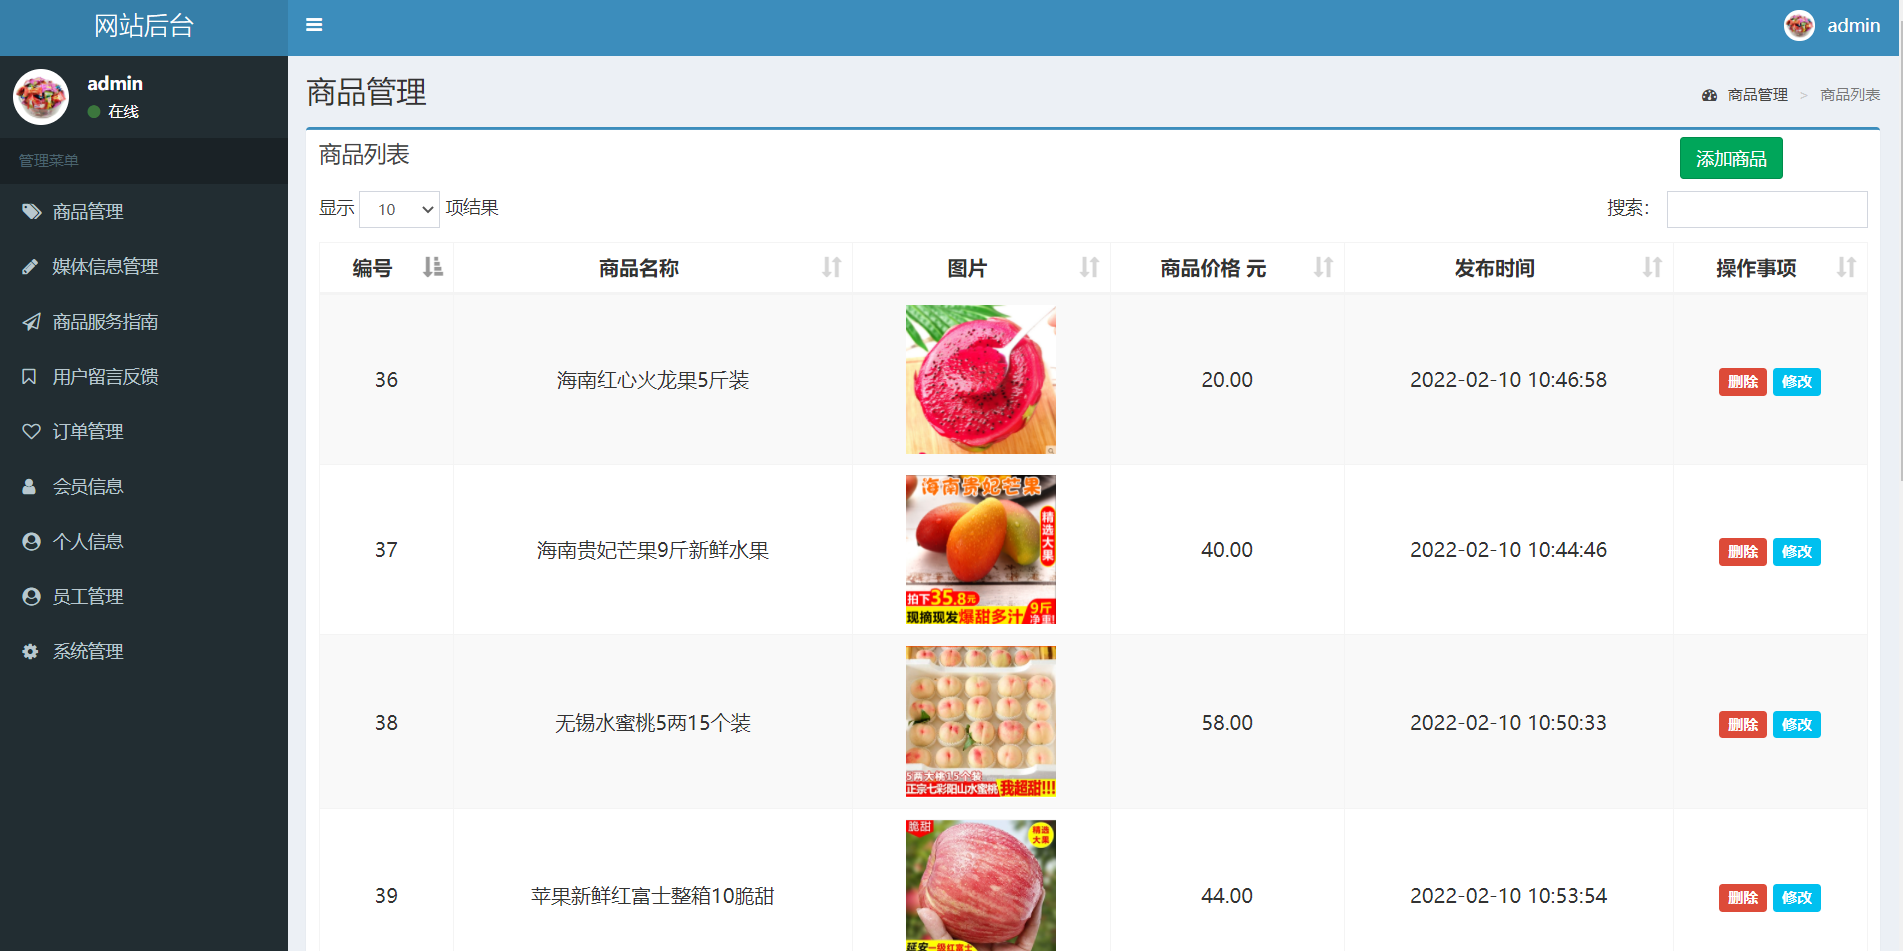 网站后台
admin
admin
在线
管理菜单
商品管理
媒体信息管理
商品服务指南
用户留言反馈
订单管理
会员信息
个人信息
员工管理
系统管理
商品管理
商品管理 > 商品列表
商品列表
添加商品
显示 10 项结果
搜索：
编号 商品名称 图片 商品价格 元 发布时间 操作事项
36 海南红心火龙果5斤装 20.00 2022-02-10 10:46:58 删除 修改
海南贵妃芒果
精选大果
拍下35.8元
现摘现发爆甜多汁
9斤
净重!
37 海南贵妃芒果9斤新鲜水果 40.00 2022-02-10 10:44:46 删除 修改
5两大桃15个装
正宗七彩阳山水蜜桃 我超甜!!!
38 无锡水蜜桃5两15个装 58.00 2022-02-10 10:50:33 删除 修改
脆甜
精选
大果
延安一级红富士
39 苹果新鲜红富士整箱10脆甜 44.00 2022-02-10 10:53:54 删除 修改